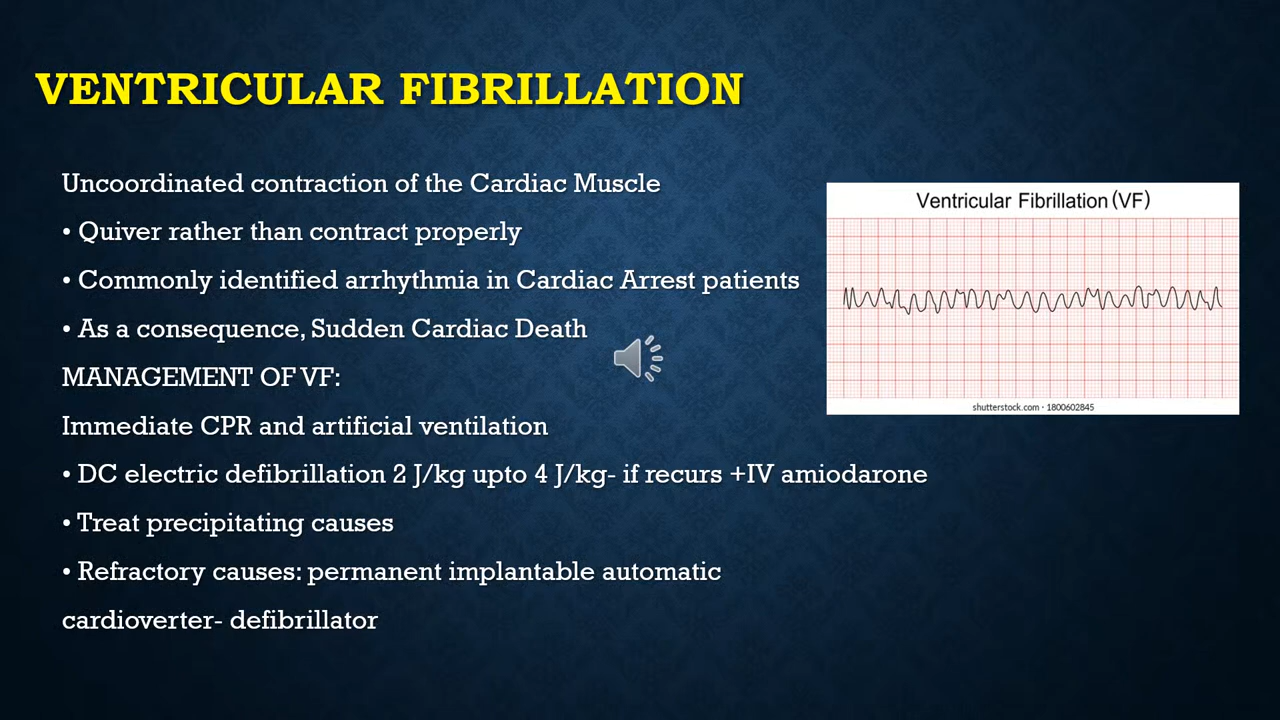 VENTRICULAR FIBRILLATION
Uncoordinated contraction of the Cardiac Muscle
• Quiver rather than contract properly
• Commonly identified arrhythmia in Cardiac Arrest patients
• As a consequence, Sudden Cardiac Death
MANAGEMENT OF VF:
Immediate CPR and artificial ventilation
• DC electric defibrillation 2 J/kg upto 4 J/kg- if recurs +IV amiodarone
• Treat precipitating causes
• Refractory causes: permanent implantable automatic
cardioverter- defibrillator
Ventricular Fibrillation (VF)
shutterstock.com · 1800602845